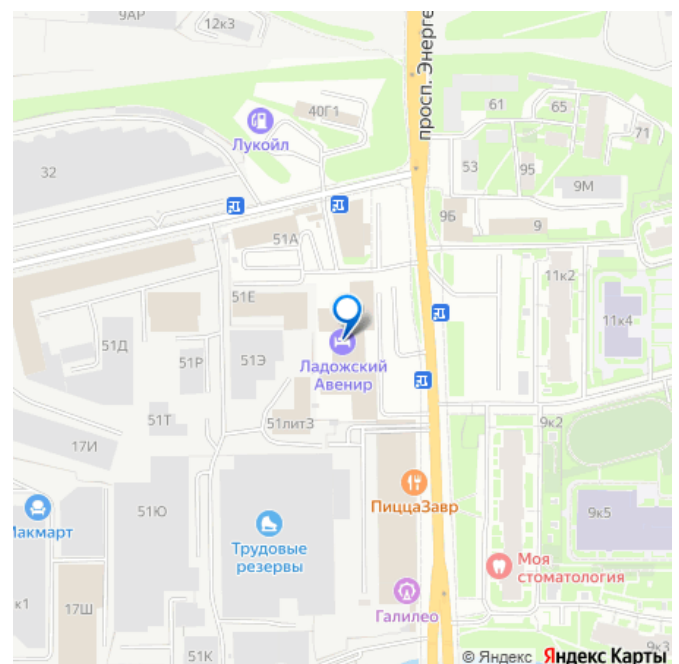 9АР
12к3
просп. Энерге
40Г1
Лукойл
61
65
71
32
53
95
9М
9Б
9
51А
11к2
51Е
11к4
51Д
51Р
51Э
Ладожский
Авенир
51Т
51литЗ
9к2
17И
ПиццаЗавр
51Ю
9к5
Макмарт
Трудовые
резервы
Моя
стоматология
к1
17Ш
Галилео
51К
9к3
© Яндекс Яндекс Карты